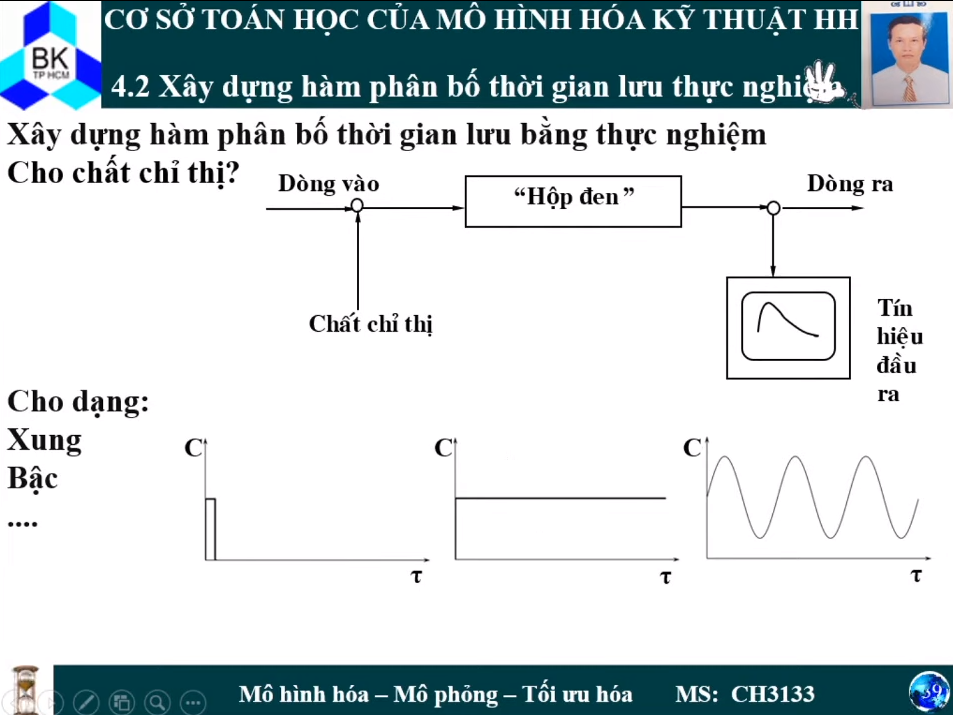 CƠ SỞ TOÁN HỌC CỦA MÔ HÌNH HÓA KỸ THUẬT HH
BK
TP HCM
4.2 Xây dựng hàm phân bố thời gian lưu thực nghiệm
Xây dựng hàm phân bố thời gian lưu bằng thực nghiệm
Cho chất chỉ thị?
Dòng vào
“Hộp đen”
Dòng ra
Chất chỉ thị
Tín
hiệu
đầu
ra
Cho dạng:
Xung
Bậc
....
C
τ
C
τ
C
τ
Mô hình hóa – Mô phỏng – Tối ưu hóa MS: CH3133
39